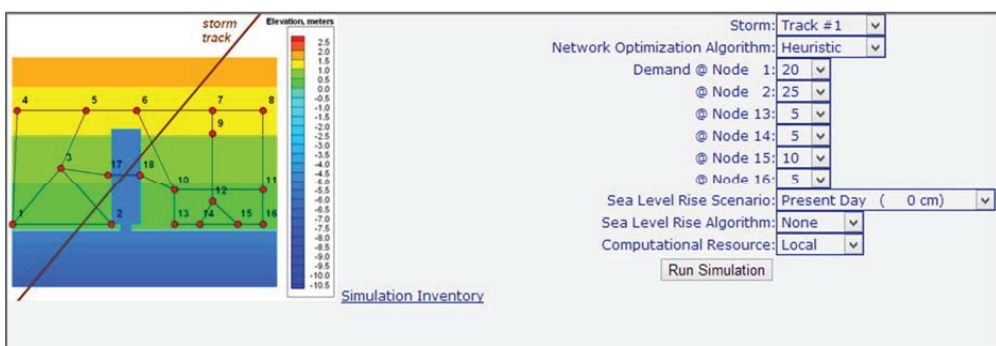 storm
track
Elevation, meters
2.5
2.0
1.5
1.0
0.5
0.0
-0.5
-1.0
-1.5
-2.0
-2.5
-3.0
-3.5
-4.0
-4.5
-5.0
-5.5
-6.0
-6.5
-7.0
-7.5
-8.0
-8.5
-9.0
-9.5
-10.0
-10.5
4 5 6 7 8
9
3 17 18 10 11
12
1 2 13 14 15 16
Simulation Inventory
Storm: Track #1
Network Optimization Algorithm: Heuristic
Demand @ Node 1: 20
@ Node 2: 25
@ Node 13: 5
@ Node 14: 5
@ Node 15: 10
@ Node 16: 5
Sea Level Rise Scenario: Present Day ( 0 cm)
Sea Level Rise Algorithm: None
Computational Resource: Local
Run Simulation